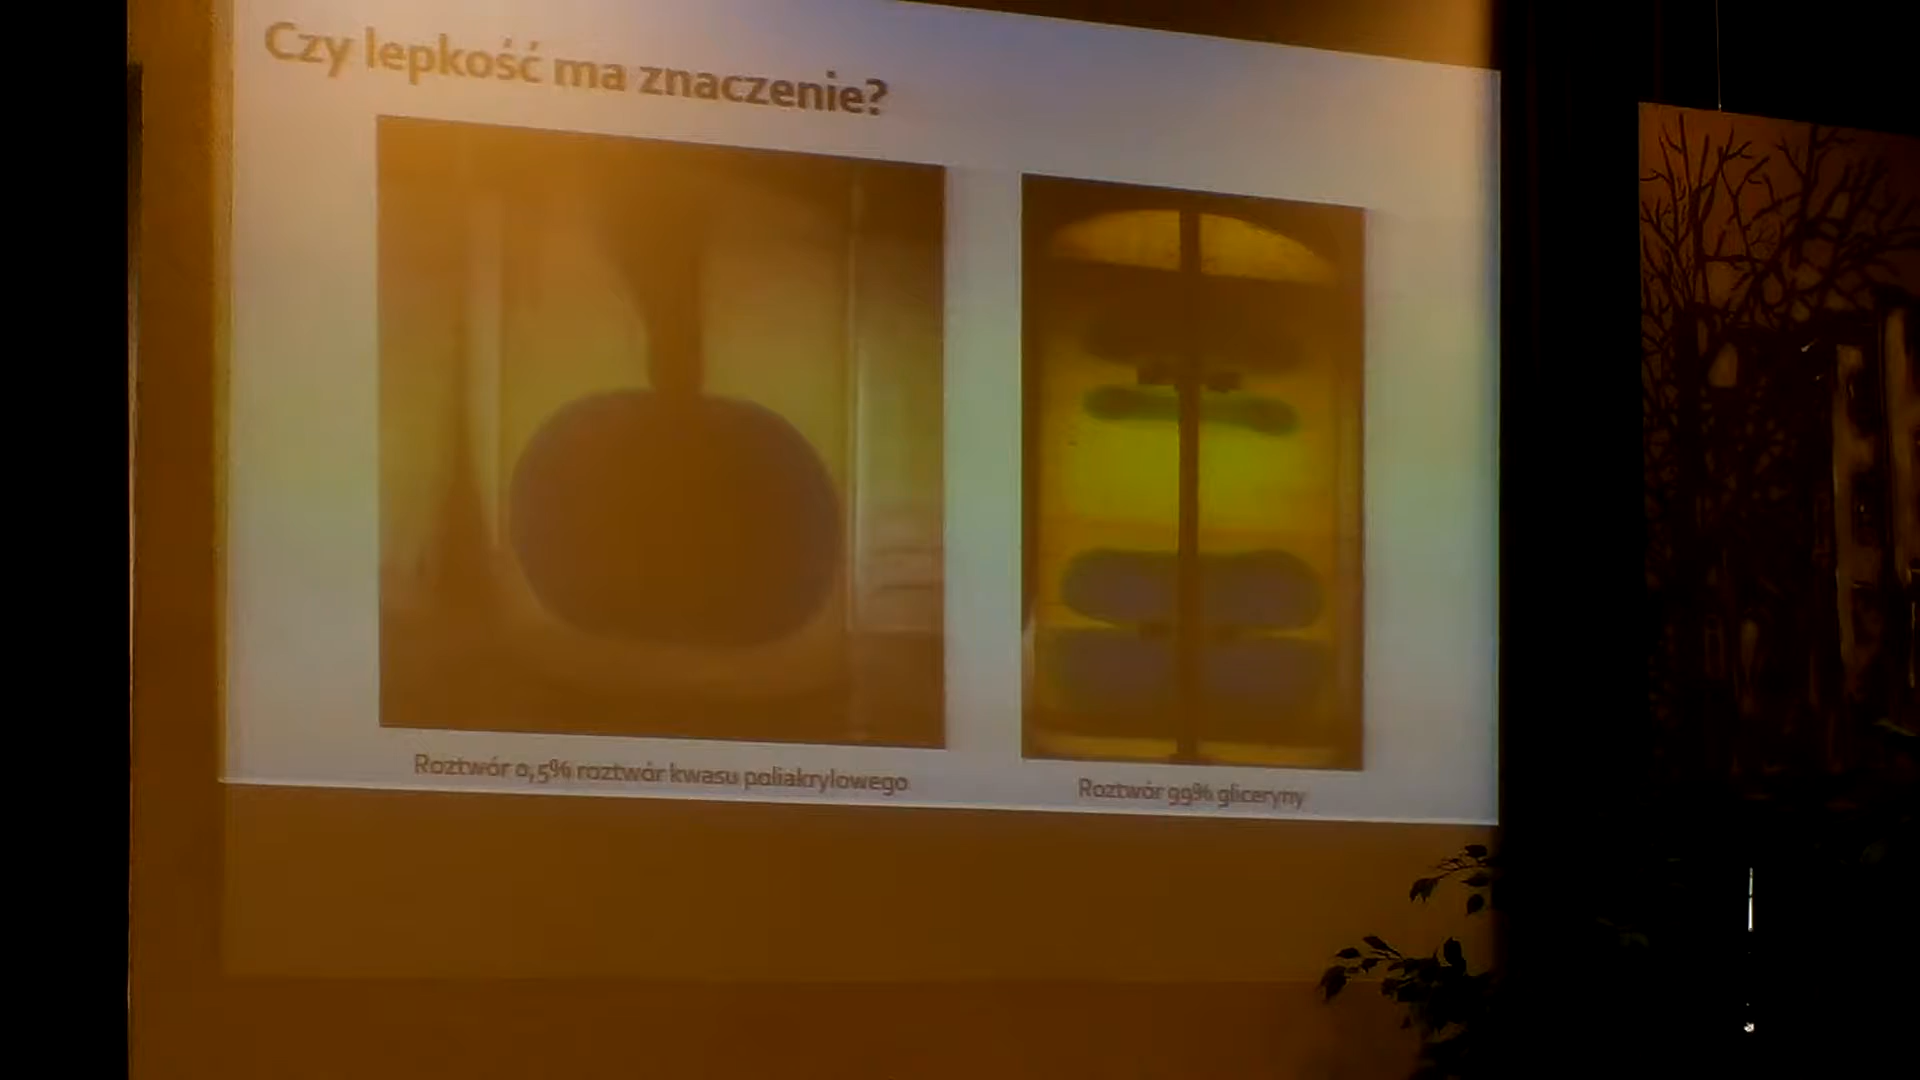 Czy lepkość ma znaczenie?
Roztwór 0,5% roztwór kwasu poliakrylowego
Roztwór 99% gliceryny